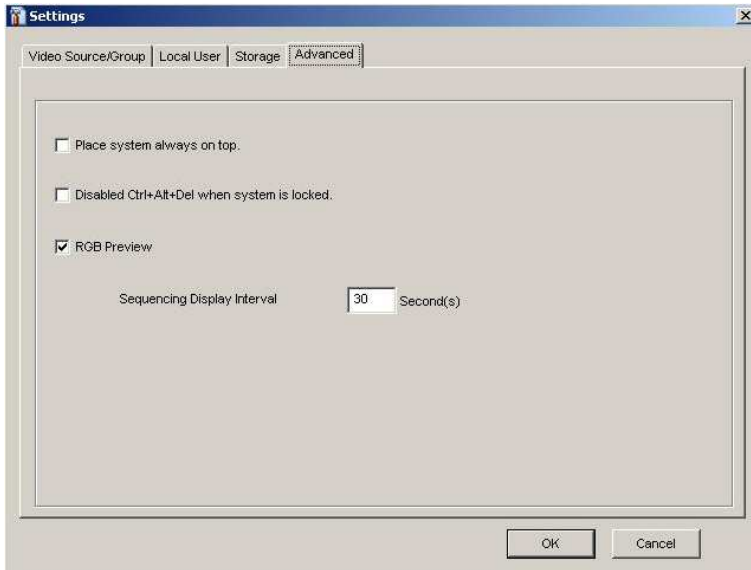 Settings
Video Source/Group
Local User
Storage
Advanced
Place system always on top.
Disabled Ctrl+Alt+Del when system is locked.
RGB Preview
Sequencing Display Interval 30 Second(s)
OK
Cancel